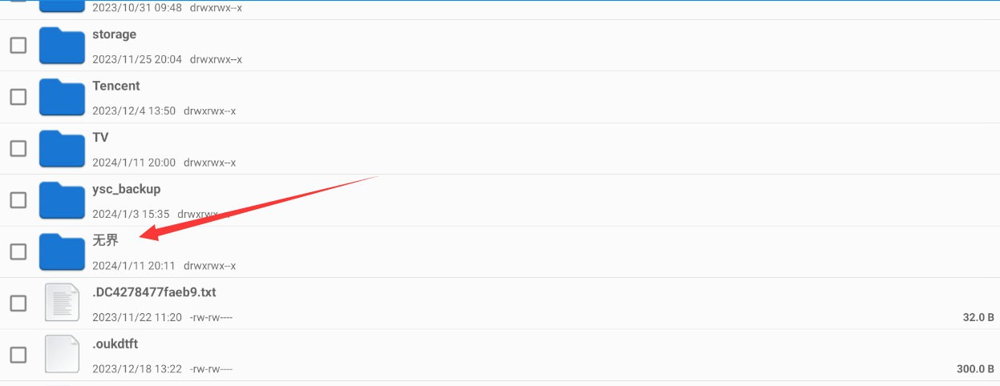 2023/10/31 09:48 drwxrwx--x
storage
2023/11/25 20:04 drwxrwx--x
Tencent
2023/12/4 13:50 drwxrwx--x
TV
2024/1/11 20:00 drwxrwx--x
ysc_backup
2024/1/3 15:35 drwxrwx--x
无界
2024/1/11 20:11 drwxrwx--x
.DC4278477faeb9.txt
2023/11/22 11:20 -rw-rw---- 32.0 B
.oukdtft
2023/12/18 13:22 -rw-rw---- 300.0 B